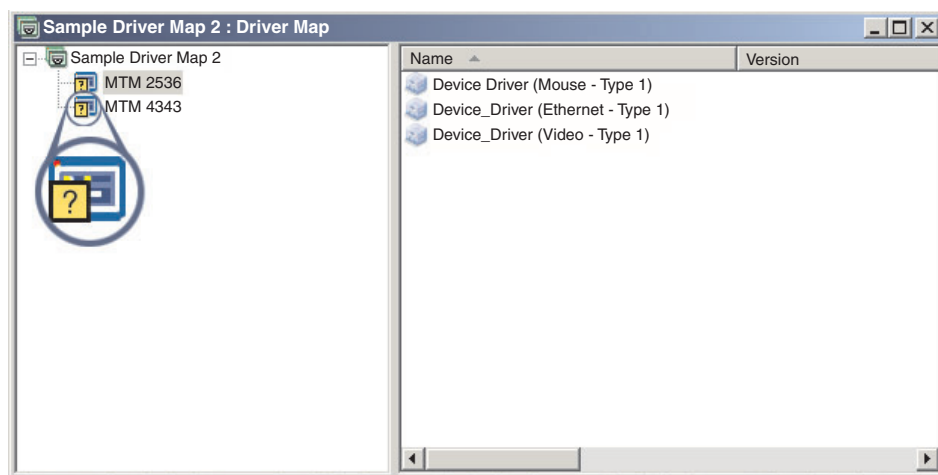 Sample Driver Map 2 : Driver Map
Sample Driver Map 2
MTM 2536
MTM 4343
?
Name
Version
Device Driver (Mouse - Type 1)
Device_Driver (Ethernet - Type 1)
Device_Driver (Video - Type 1)